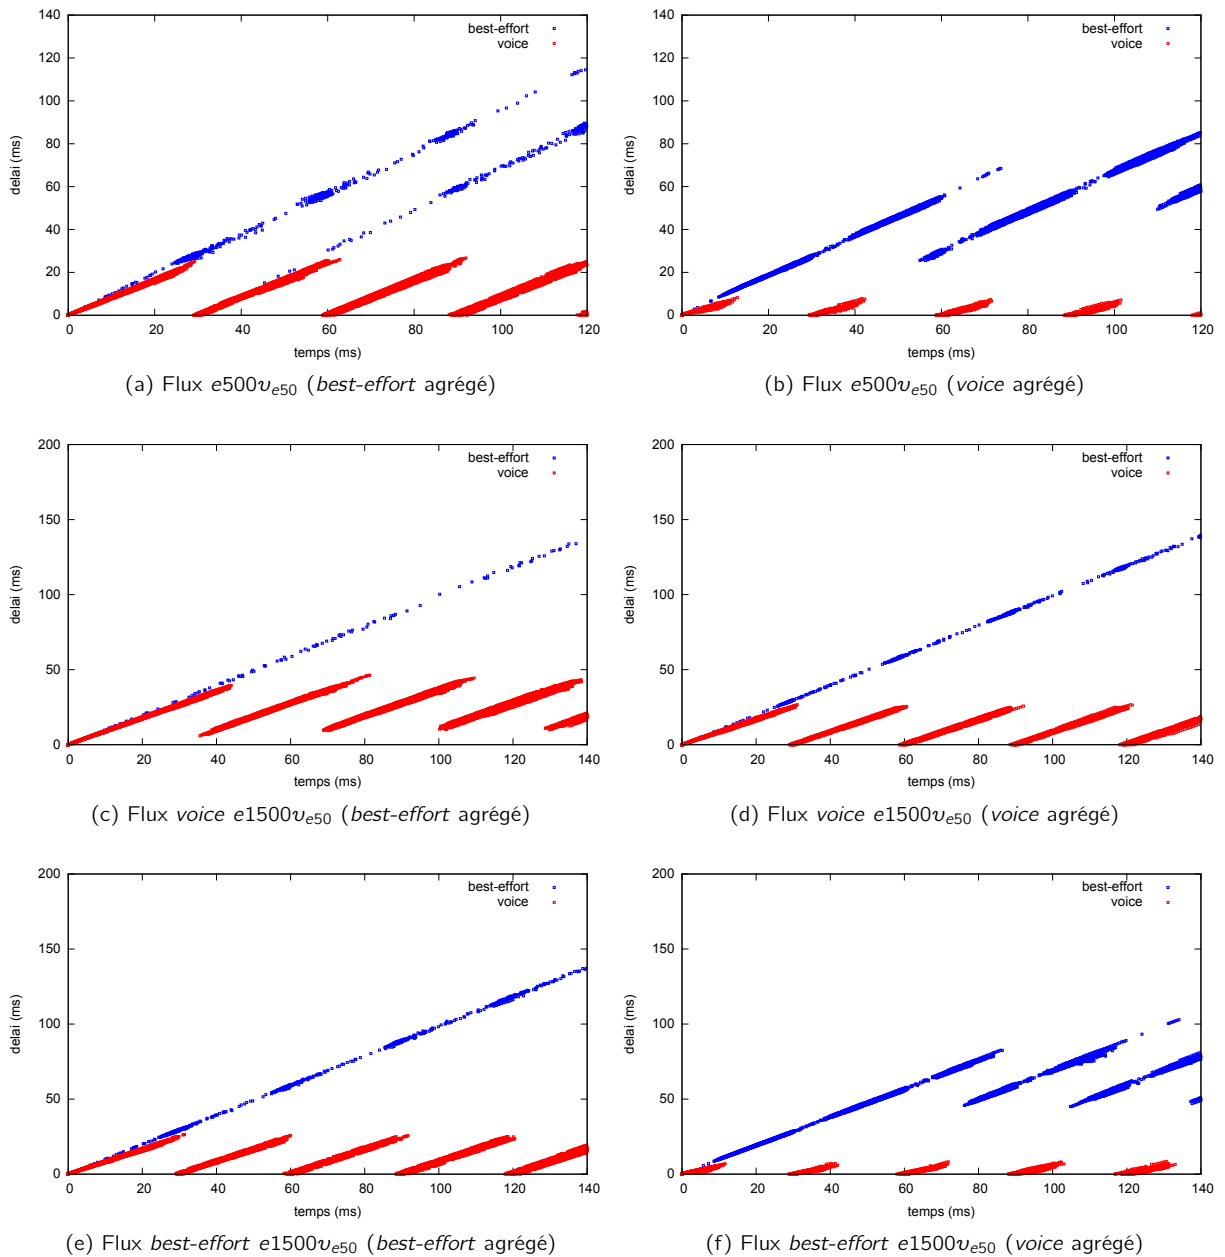 140
120
100
80
60
40
20
0
delai (ms)
best-effort
voice
0 20 40 60 80 100 120
temps (ms)
(a) Flux e500υe50 (best-effort agrégé)
140
120
100
80
60
40
20
0
delai (ms)
best-effort
voice
0 20 40 60 80 100 120
temps (ms)
(b) Flux e500υe50 (voice agrégé)
200
150
100
50
0
delai (ms)
best-effort
voice
0 20 40 60 80 100 120 140
temps (ms)
(c) Flux voice e1500υe50 (best-effort agrégé)
200
150
100
50
0
delai (ms)
best-effort
voice
0 20 40 60 80 100 120 140
temps (ms)
(d) Flux voice e1500υe50 (voice agrégé)
200
150
100
50
0
delai (ms)
best-effort
voice
0 20 40 60 80 100 120 140
temps (ms)
(e) Flux best-effort e1500υe50 (best-effort agrégé)
200
150
100
50
0
delai (ms)
best-effort
voice
0 20 40 60 80 100 120 140
temps (ms)
(f) Flux best-effort e1500υe50 (voice agrégé)